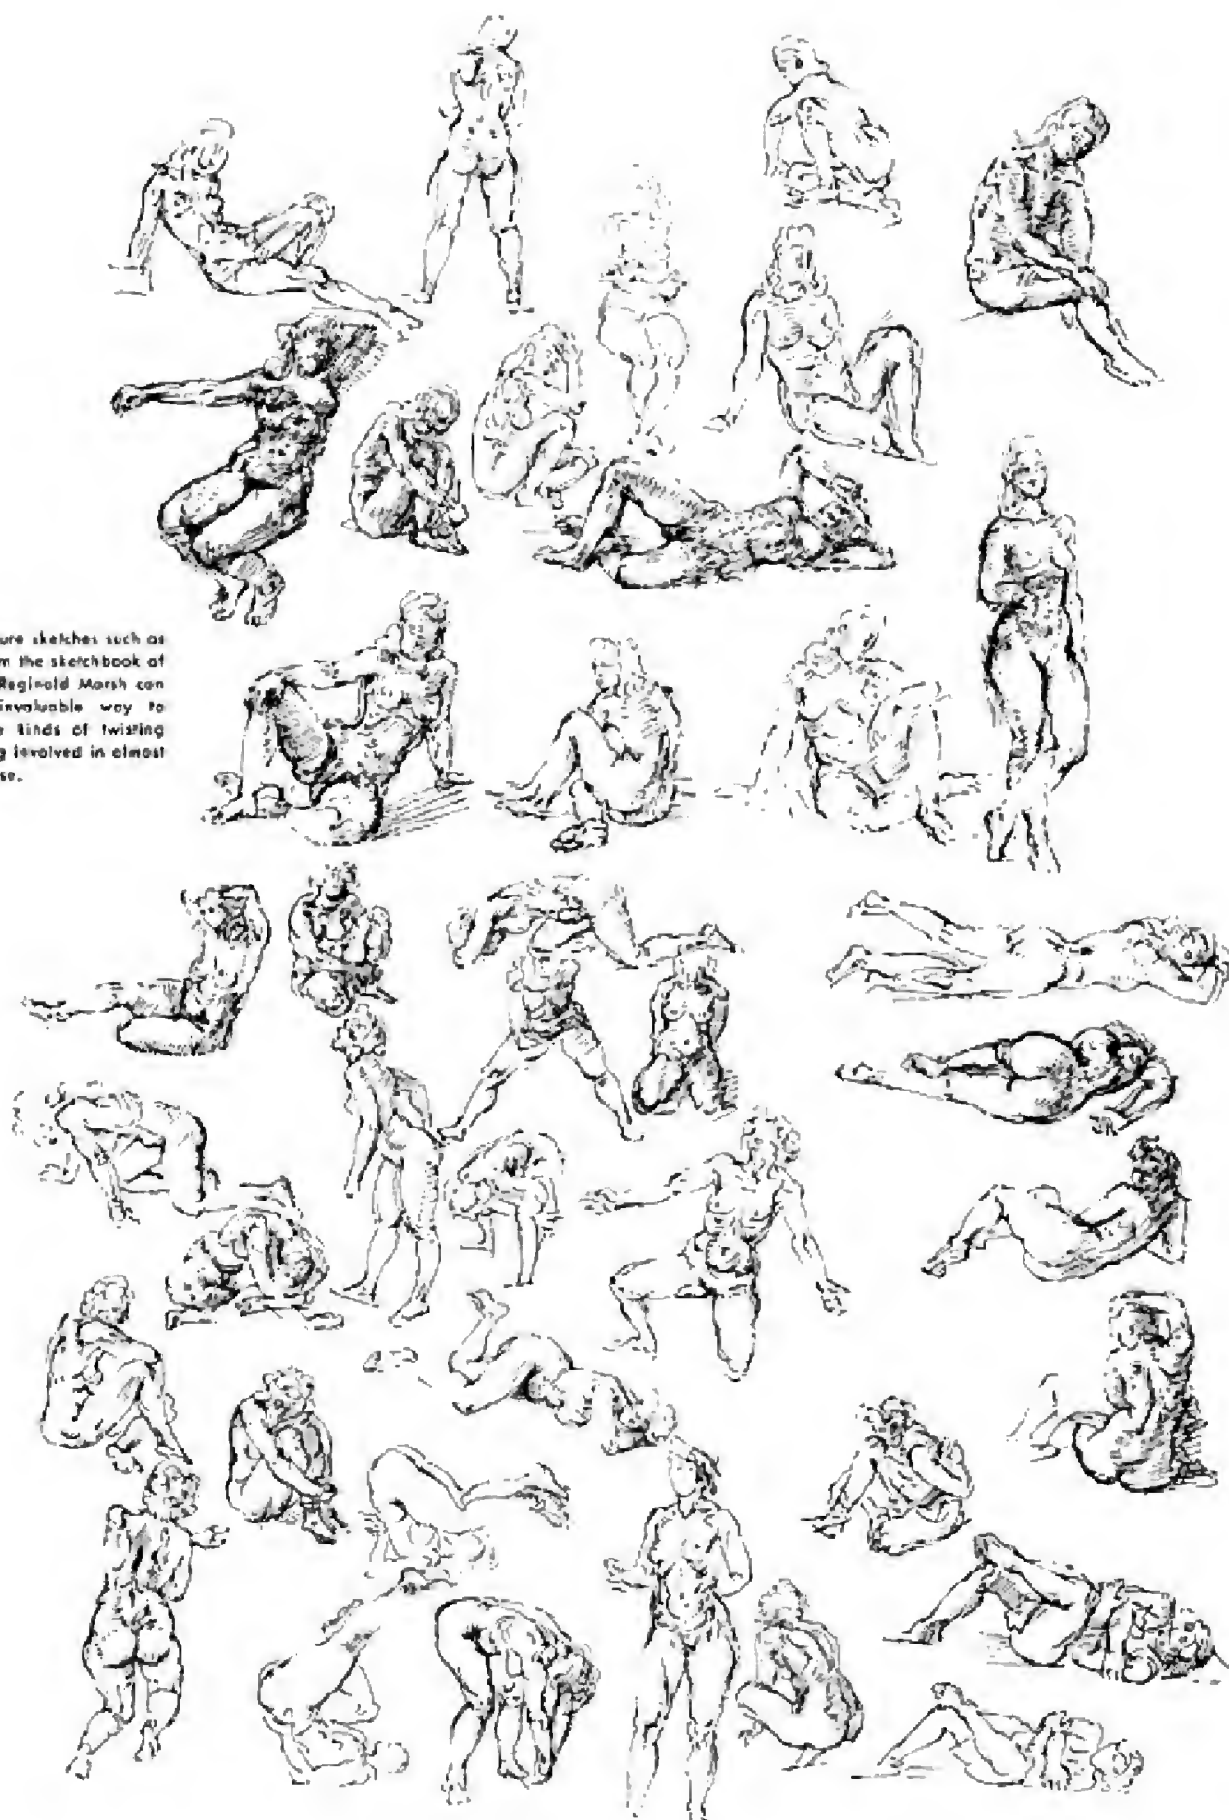 ure sketches such as
m the sketchbook of
Reginald Marsh can
invaluable way to
e kinds of twisting
g involved in almost
se.